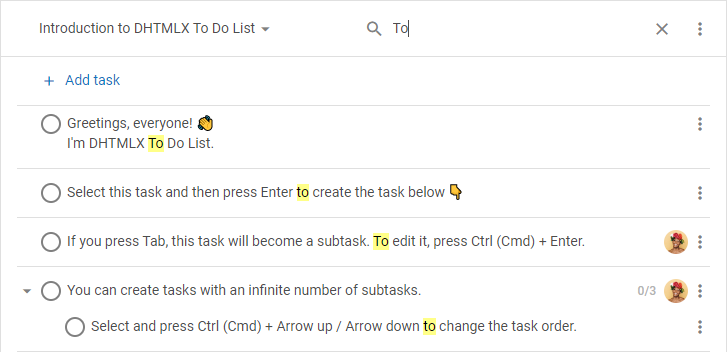 Introduction to DHTMLX To Do List
To
+ Add task
Greetings, everyone! 👏
I'm DHTMLX To Do List.
Select this task and then press Enter to create the task below 👇
If you press Tab, this task will become a subtask. To edit it, press Ctrl (Cmd) + Enter.
You can create tasks with an infinite number of subtasks. 0/3
Select and press Ctrl (Cmd) + Arrow up / Arrow down to change the task order.